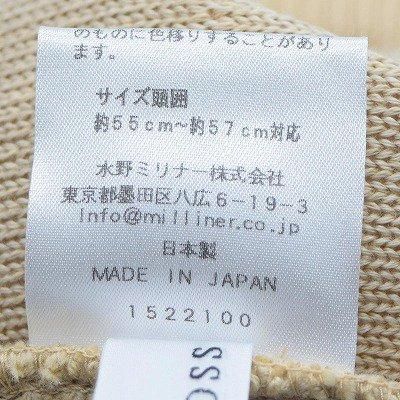 のものに色移りすることがあり
ます。
サイズ頭囲
約55cm～約57cm対応
水野ミリナー株式会社
東京都墨田区八広6-19-3
info@milliner.co.jp
日本製
MADE IN JAPAN
1522100
OSS